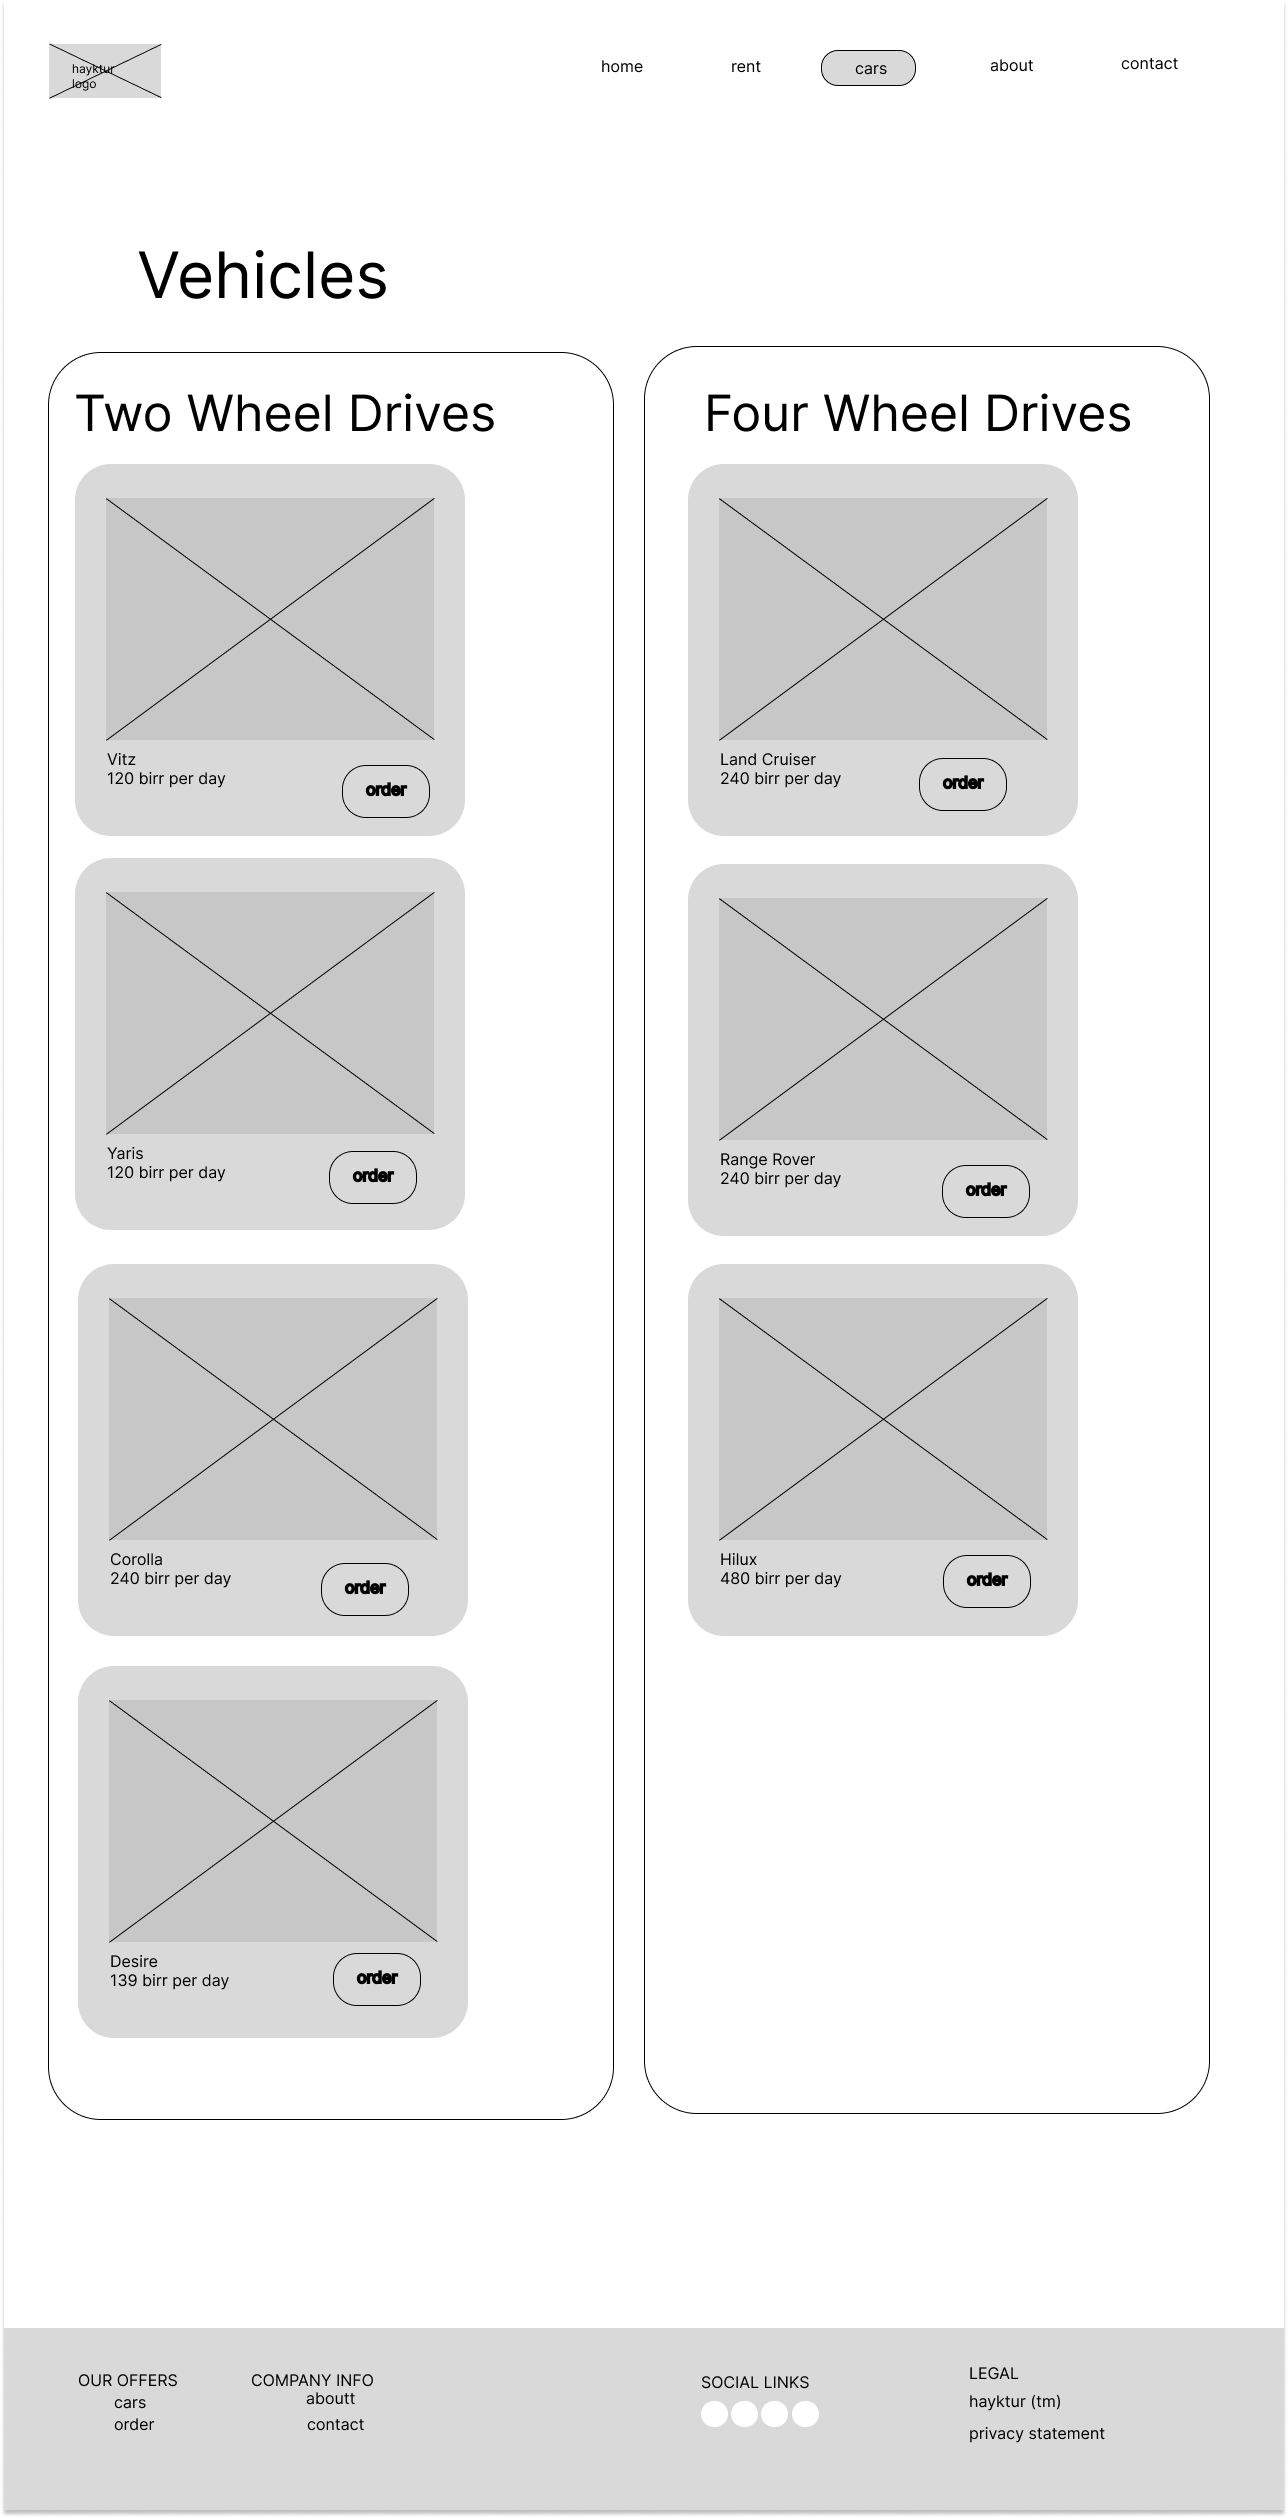 hayktur
logo
home
rent
cars
about
contact
Vehicles
Two Wheel Drives
Vitz
120 birr per day
order
Yaris
120 birr per day
order
Corolla
240 birr per day
order
Desire
139 birr per day
order
Four Wheel Drives
Land Cruiser
240 birr per day
order
Range Rover
240 birr per day
order
Hilux
480 birr per day
order
OUR OFFERS
cars
order
COMPANY INFO
aboutt
contact
SOCIAL LINKS
LEGAL
hayktur (tm)
privacy statement